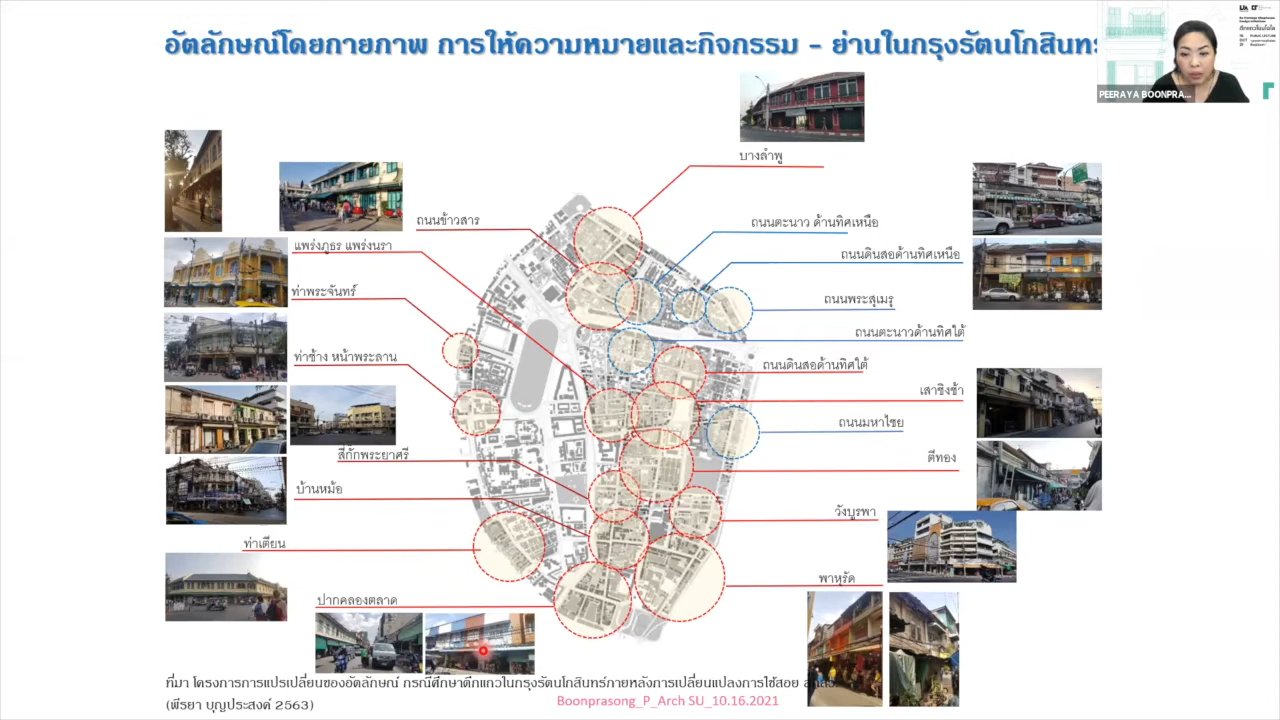 อัตลักษณ์โดยกายภาพ การให้ความหมายและกิจกรรม - ย่านในกรุงรัตนโกสินทร
PEERAYA BOONPRA...
บางลำพู
ถนนข้าวสาร
ถนนตะนาว ด้านทิศเหนือ
แพร่งภูธร แพร่งนรา
ถนนดินสอด้านทิศเหนือ
ท่าพระจันทร์
ถนนพระสุเมรุ
ถนนตะนาวด้านทิศใต้
ท่าช้าง หน้าพระลาน
ถนนดินสอด้านทิศใต้
เสาชิงช้า
ถนนมหาไชย
สี่กั๊กพระยาศรี
ตีทอง
บ้านหม้อ
วังบูรพา
ท่าเตียน
พาหุรัด
ปากคลองตลาด
ที่มา โครงการการแปรเปลี่ยนของอัตลักษณ์ กรณีศึกษาตึกแถวในกรุงรัตนโกสินทร์ภายหลังการเปลี่ยนแปลงการใช้สอย
(พีรยา บุญประสงค์ 2563)
Boonprasong_P_Arch SU_10.16.2021